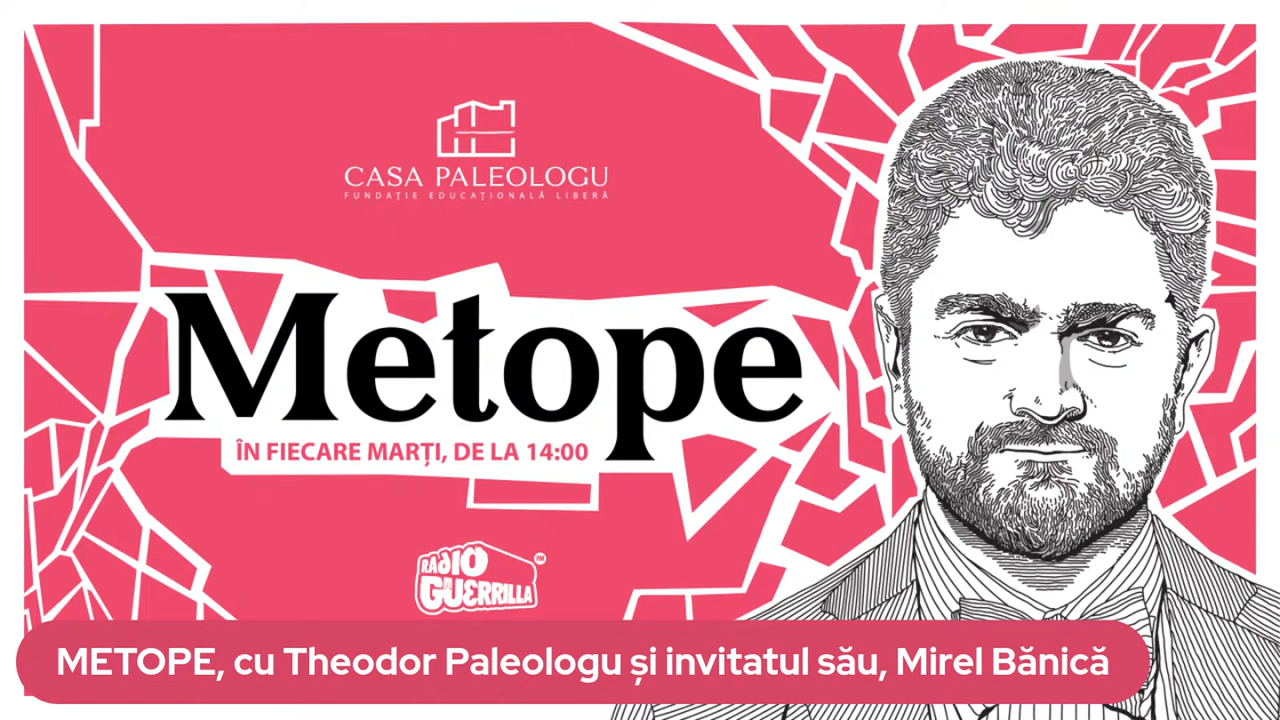 CASA PALEOLOGU
FUNDAȚIE EDUCAȚIONALĂ LIBERĂ
Metope
ÎN FIECARE MARȚI, DE LA 14:00
RADIO
GUERRILLA
METOPE, cu Theodor Paleologu și invitatul său, Mirel Bănică